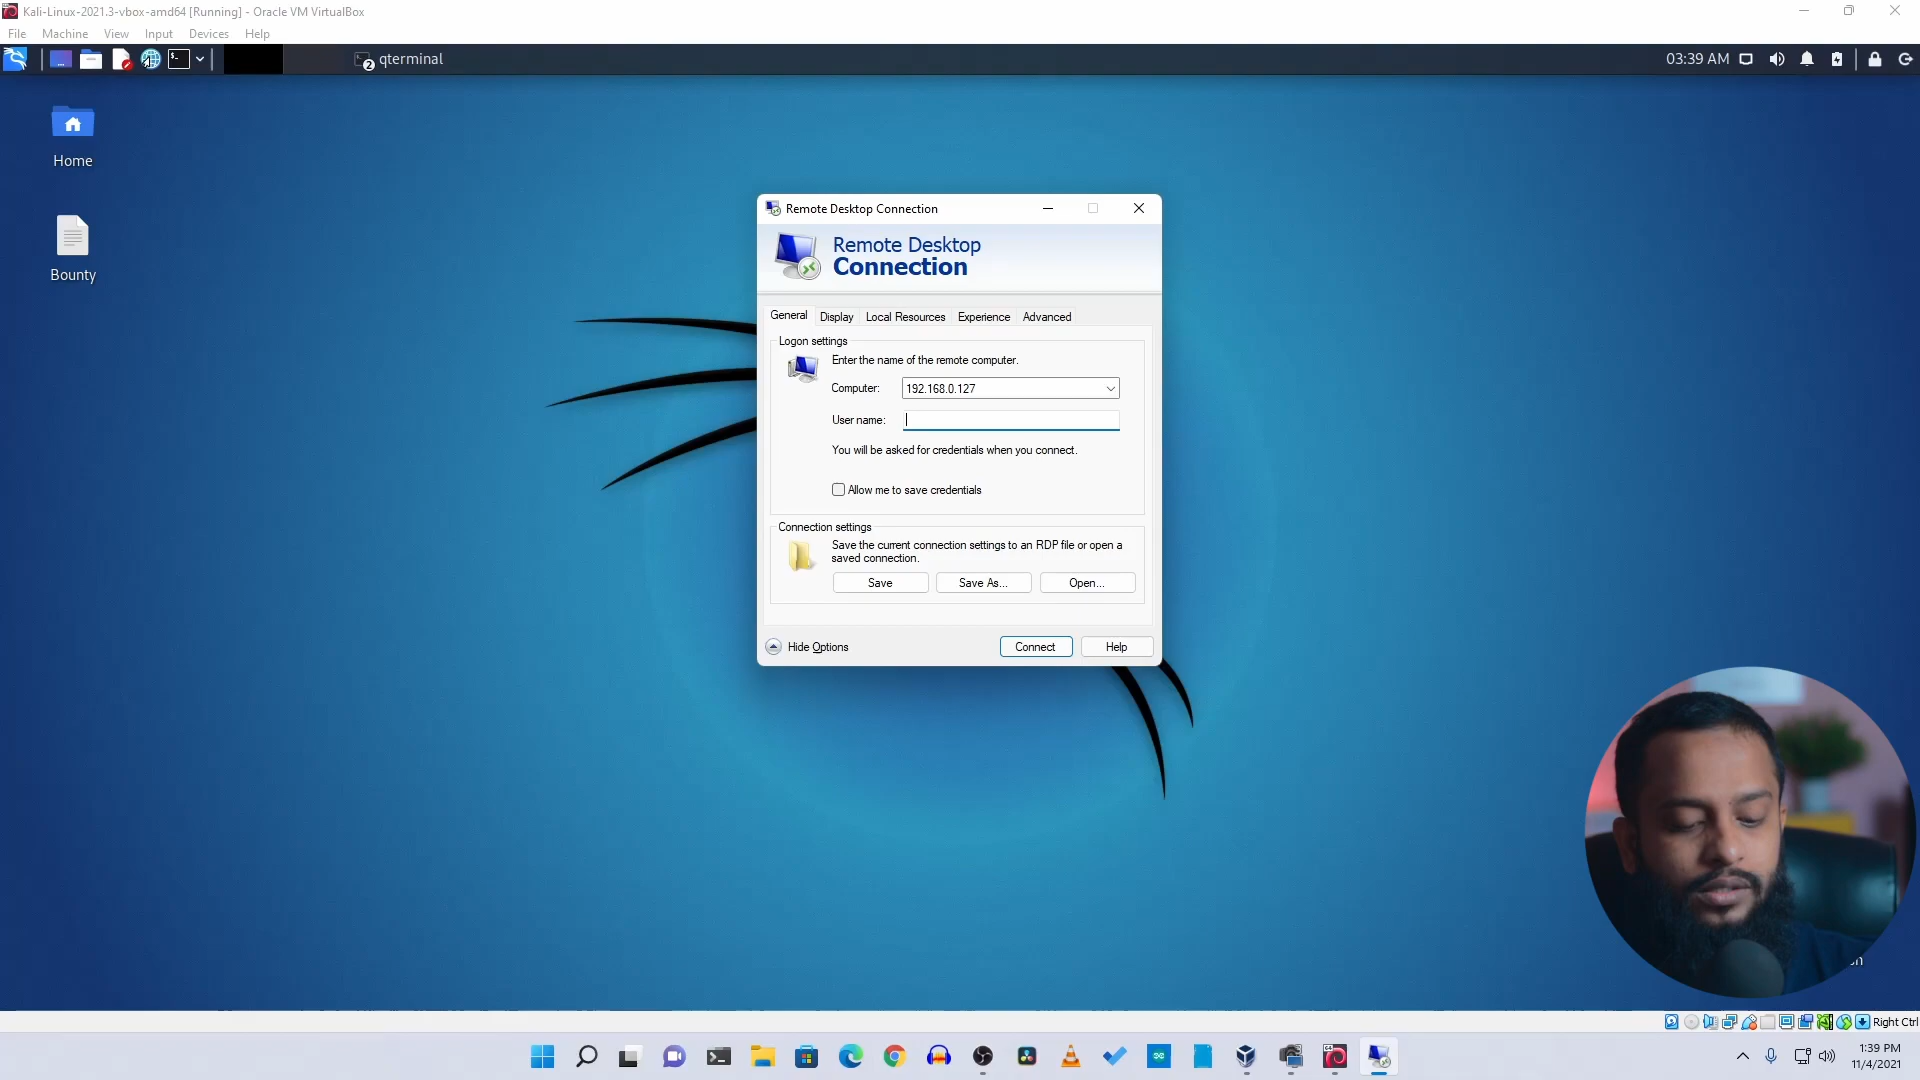 Kali-Linux-2021.3-vbox-amd64 [Running] - Oracle VM VirtualBox
File Machine View Input Devices Help
2 qterminal
03:39 AM
Home
Bounty
Remote Desktop Connection
Remote Desktop
Connection
General Display Local Resources Experience Advanced
Logon settings
Enter the name of the remote computer.
Computer: 192.168.0.127
User name:
You will be asked for credentials when you connect.
Allow me to save credentials
Connection settings
Save the current connection settings to an RDP file or open a
saved connection.
Save Save As... Open...
Hide Options Connect Help
Right Ctrl
1:39 PM
11/4/2021